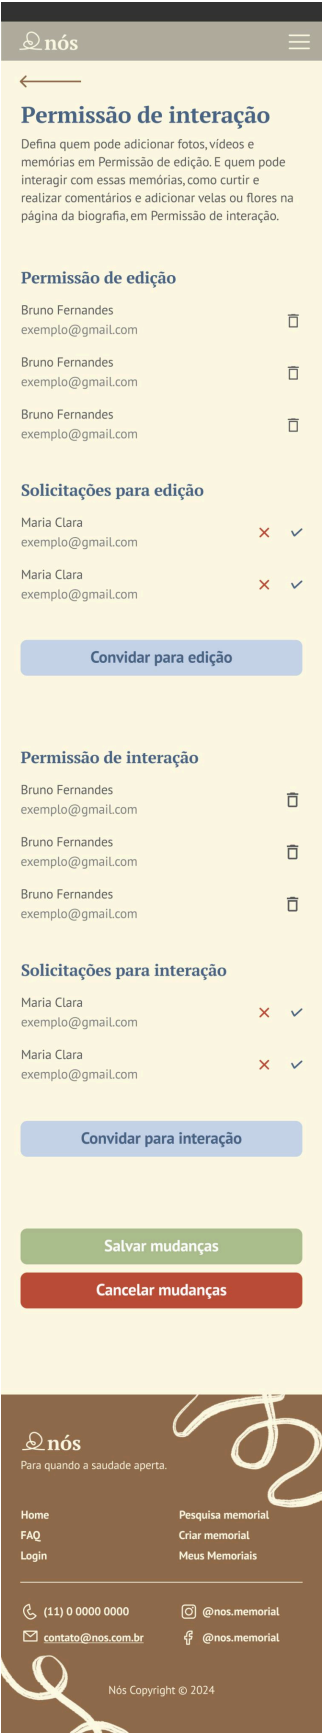 nós
Permissão de interação
Defina quem pode adicionar fotos, vídeos e
memórias em Permissão de edição. E quem pode
interagir com essas memórias, como curtir e
realizar comentários e adicionar velas ou flores na
página da biografia, em Permissão de interação.
Permissão de edição
Bruno Fernandes
exemplo@gmail.com
Bruno Fernandes
exemplo@gmail.com
Bruno Fernandes
exemplo@gmail.com
Solicitações para edição
Maria Clara
exemplo@gmail.com
Maria Clara
exemplo@gmail.com
Convidar para edição
Permissão de interação
Bruno Fernandes
exemplo@gmail.com
Bruno Fernandes
exemplo@gmail.com
Bruno Fernandes
exemplo@gmail.com
Solicitações para interação
Maria Clara
exemplo@gmail.com
Maria Clara
exemplo@gmail.com
Convidar para interação
Salvar mudanças
Cancelar mudanças
nós
Para quando a saudade aperta.
Home
FAQ
Login
Pesquisa memorial
Criar memorial
Meus Memoriais
(11) 0 0000 0000
contato@nos.com.br
@nos.memorial
@nos.memorial
Nós Copyright © 2024